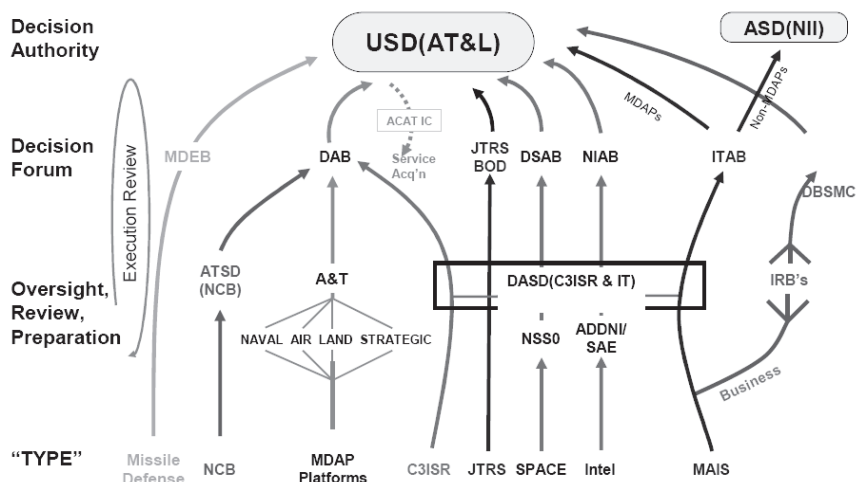 Decision
Authority
USD(AT&L)
ASD(NII)
MDAPs
Non-MDAPs
ACAT IC
Execution Review
Decision
Forum
MDEB
DAB
Service
Acq'n
JTRS
BOD
DSAB
NIAB
ITAB
DBSMC
ATSD
(NCB)
A&T
DASD(C3ISR & IT)
IRB's
Oversight,
Review,
Preparation
NAVAL AIR LAND STRATEGIC
NSS0
ADDNI/
SAE
Business
"TYPE"
Missile
Defense
NCB
MDAP
Platforms
C3ISR
JTRS
SPACE
Intel
MAIS